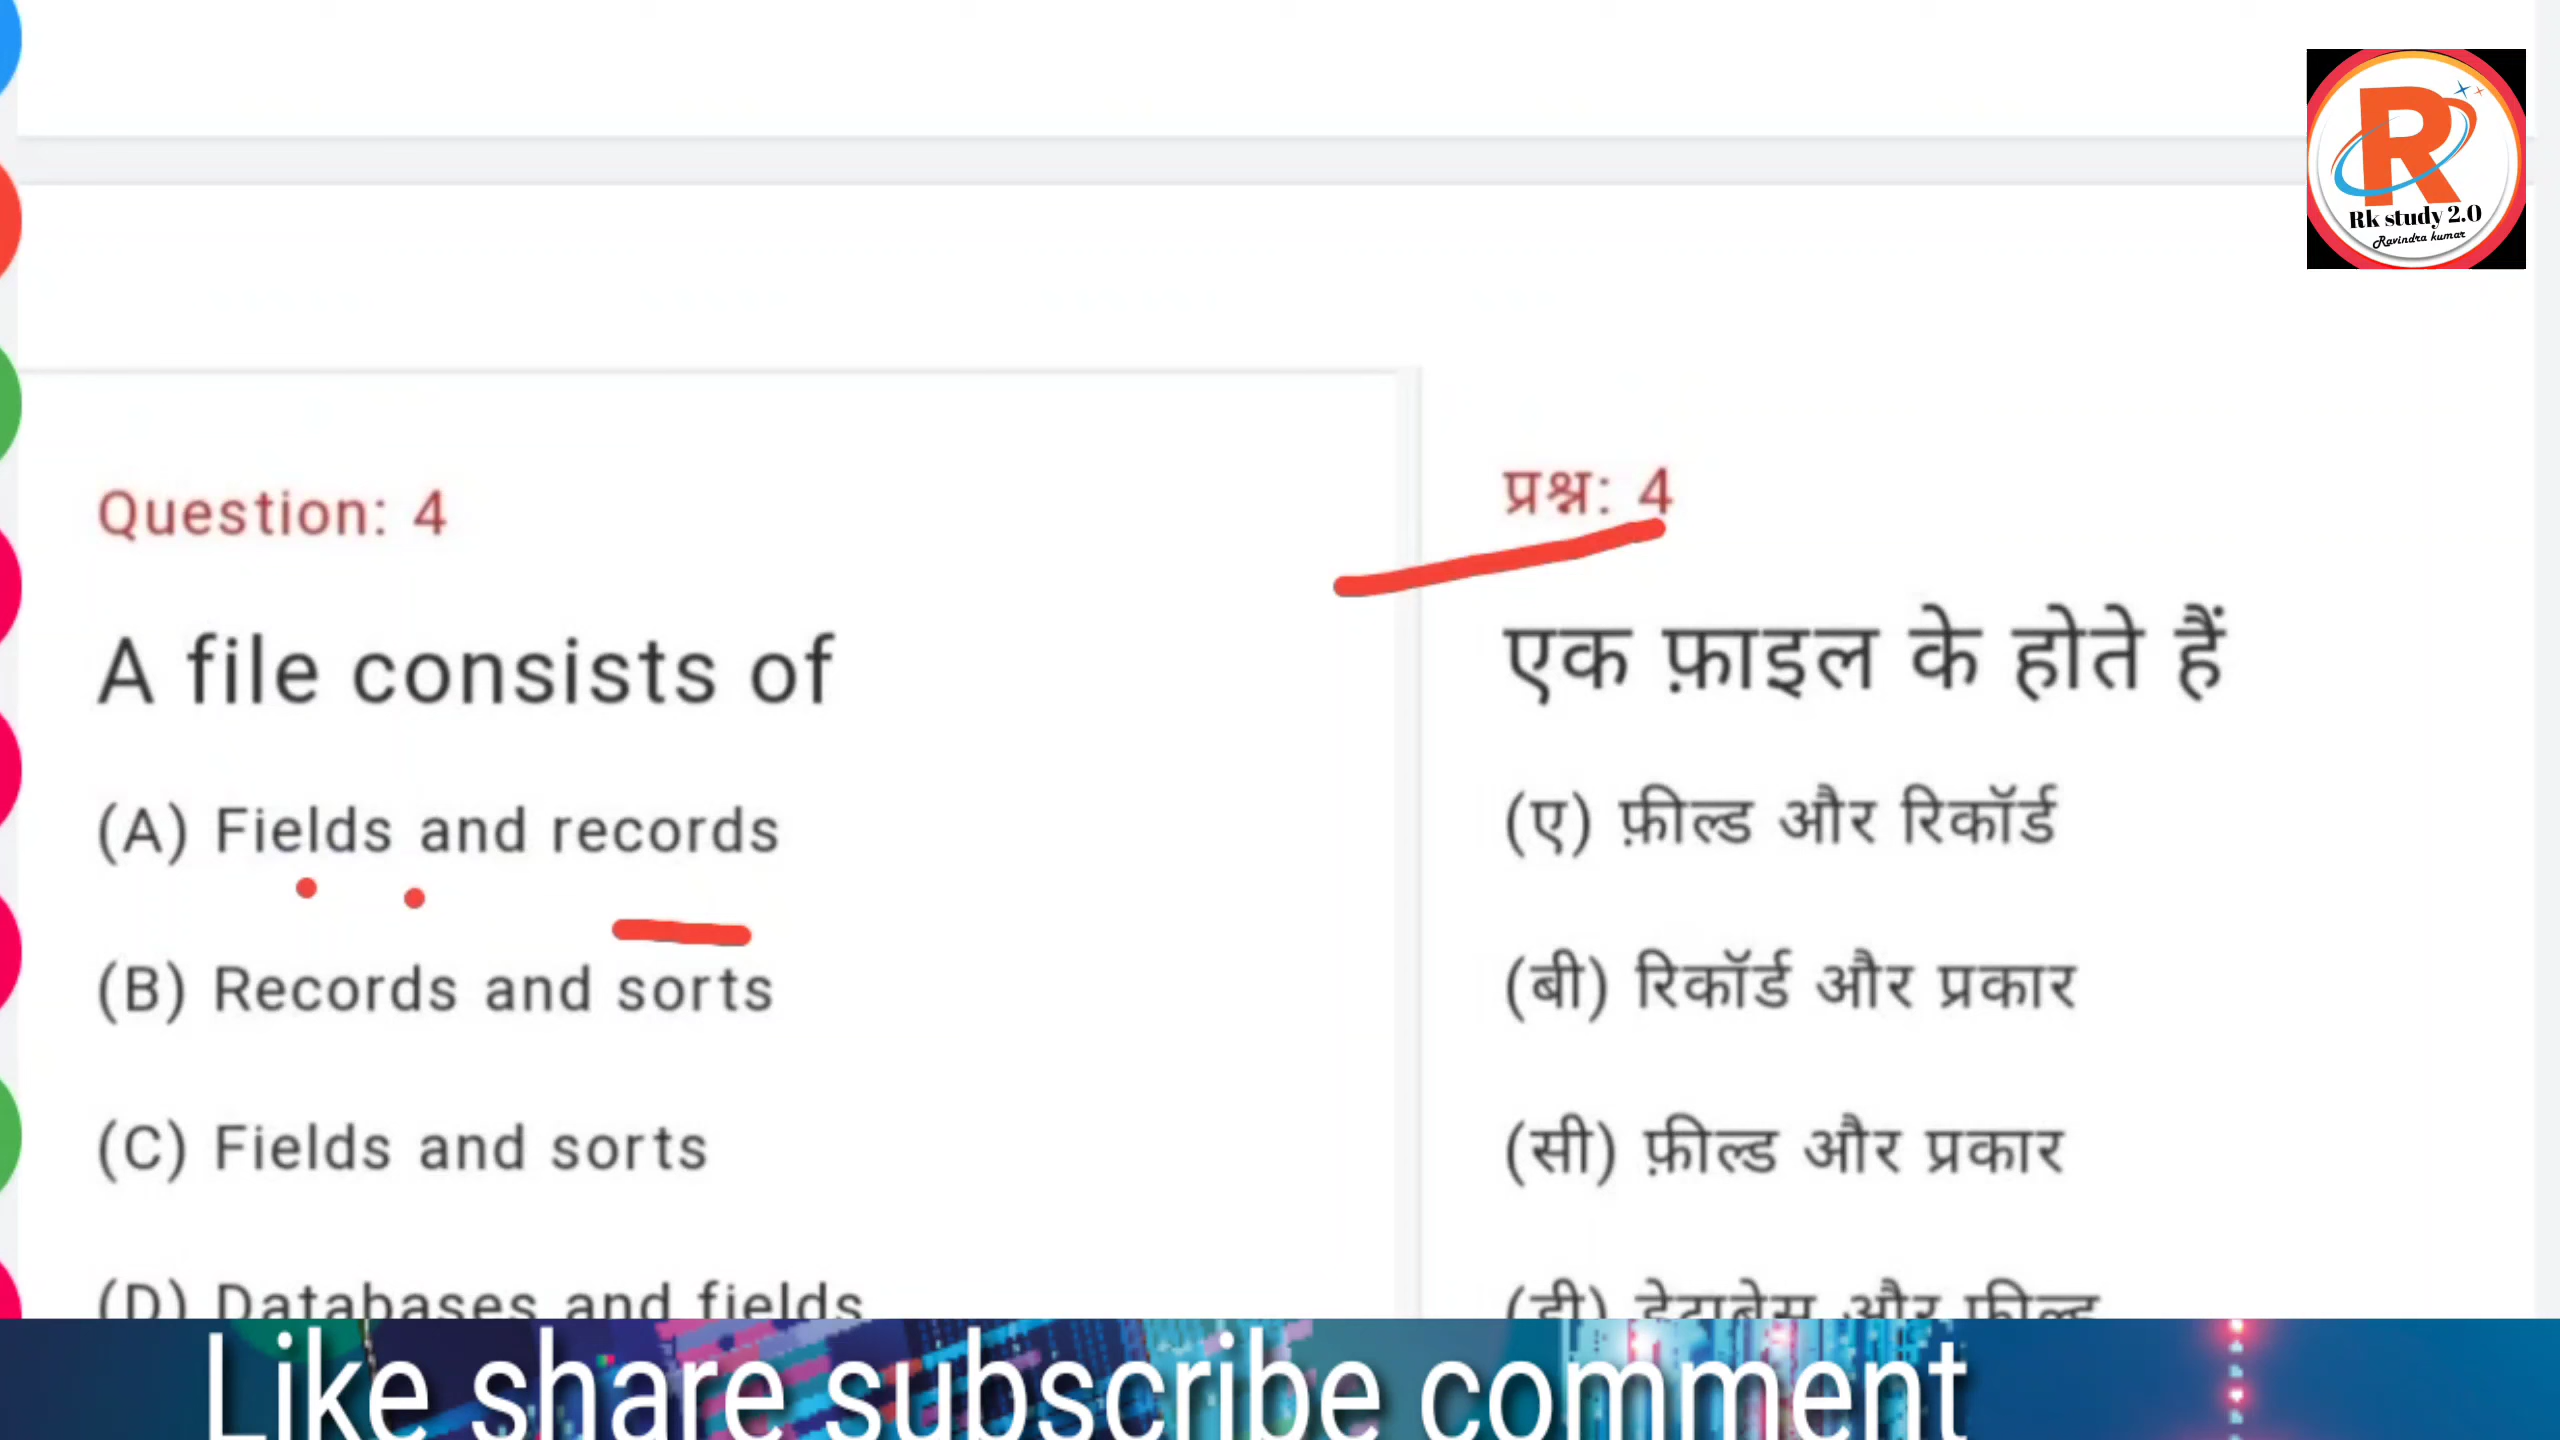 Rk study 2.0
Ravindra kumar
Question: 4
A file consists of
(A) Fields and records
(B) Records and sorts
(C) Fields and sorts
(D) Databases and fields
प्रश्न: 4
एक फ़ाइल के होते हैं
(ए) फ़ील्ड और रिकॉर्ड
(बी) रिकॉर्ड और प्रकार
(सी) फ़ील्ड और प्रकार
(डी) डेटाबेस और फ़ील्ड
Like share subscribe comment